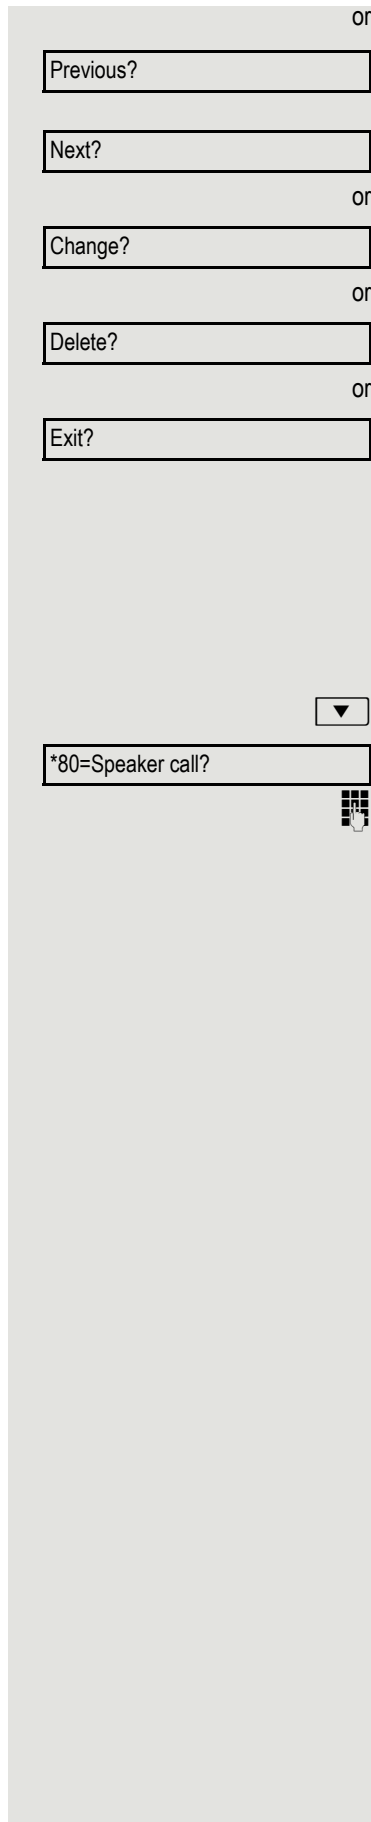 or
Previous?
Next?
or
Change?
or
Delete?
or
Exit?
*80=Speaker call?